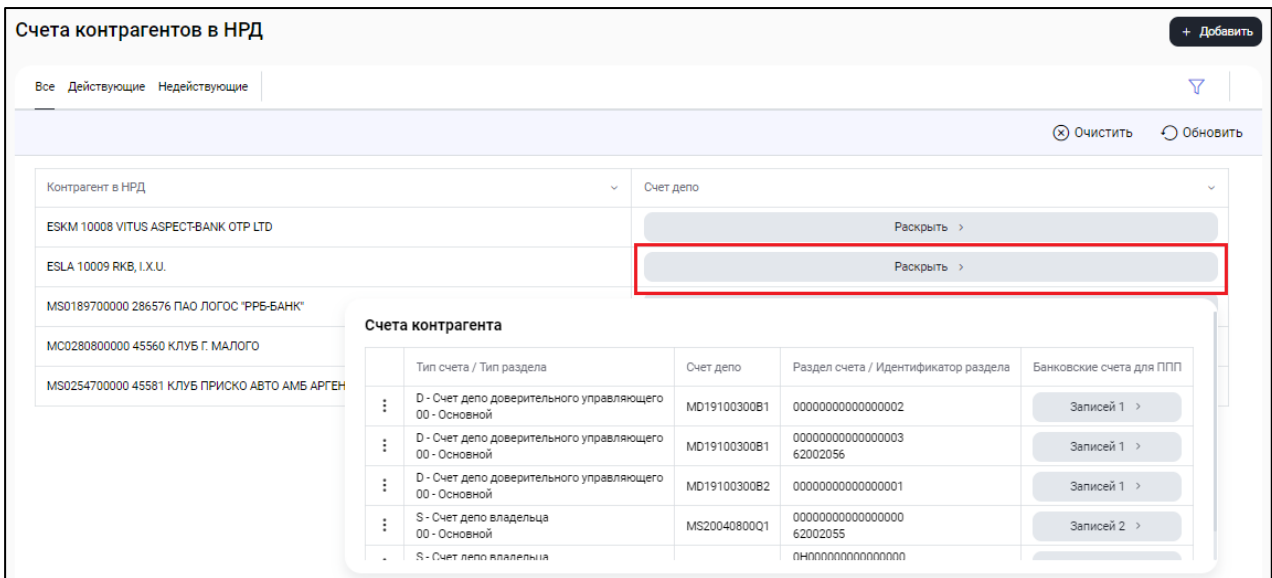 Счета контрагентов в НРД
+ Добавить
Все Действующие Недействующие
Очистить Обновить
Контрагент в НРД Счет депо
ESKM 10008 VITUS ASPECT-BANK OTP LTD Раскрыть >
ESLA 10009 RKB, I.X.U. Раскрыть >
MS0189700000 286576 ПАО ЛОГОС "РРБ-БАНК"
MC0280800000 45560 КЛУБ Г. МАЛОГО
MS0254700000 45581 КЛУБ ПРИСКО АВТО АМБ АРГЕН
Счета контрагента
Тип счета / Тип раздела Счет депо Раздел счета / Идентификатор раздела Банковские счета для ППП
D - Счет депо доверительного управляющего
00 - Основной
MD19100300B1 00000000000000002 Записей 1 >
D - Счет депо доверительного управляющего
00 - Основной
MD19100300B1
00000000000000003
62002056
Записей 1 >
D - Счет депо доверительного управляющего
00 - Основной
MD19100300B2 00000000000000001 Записей 1 >
S - Счет депо владельца
00 - Основной
MS20040800Q1
00000000000000000
62002055
Записей 2 >
S - Счет депо владельца
0H000000000000000